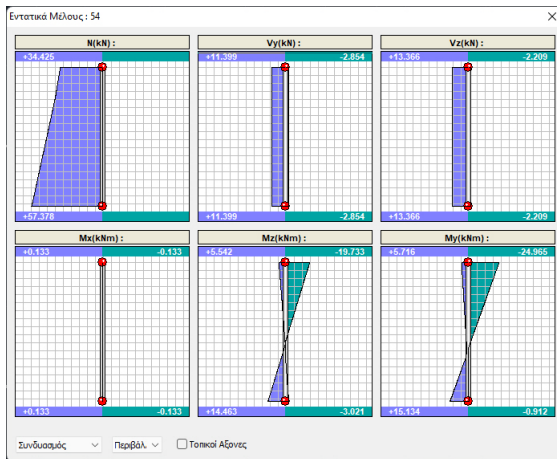 Εντατικά Μέλους : 54
N(kN) : Vy(kN) : Vz(kN) :
+34.425 +11.399 -2.854 +13.366 -2.209
+57.378 +11.399 -2.854 +13.366 -2.209
Mx(kNm) : Mz(kNm) : My(kNm) :
+0.133 -0.133 +5.542 -19.733 +5.716 -24.965
+0.133 -0.133 +14.463 -3.021 +15.134 -0.912
Συνδυασμός Περιβάλ. Τοπικοί Αξονες